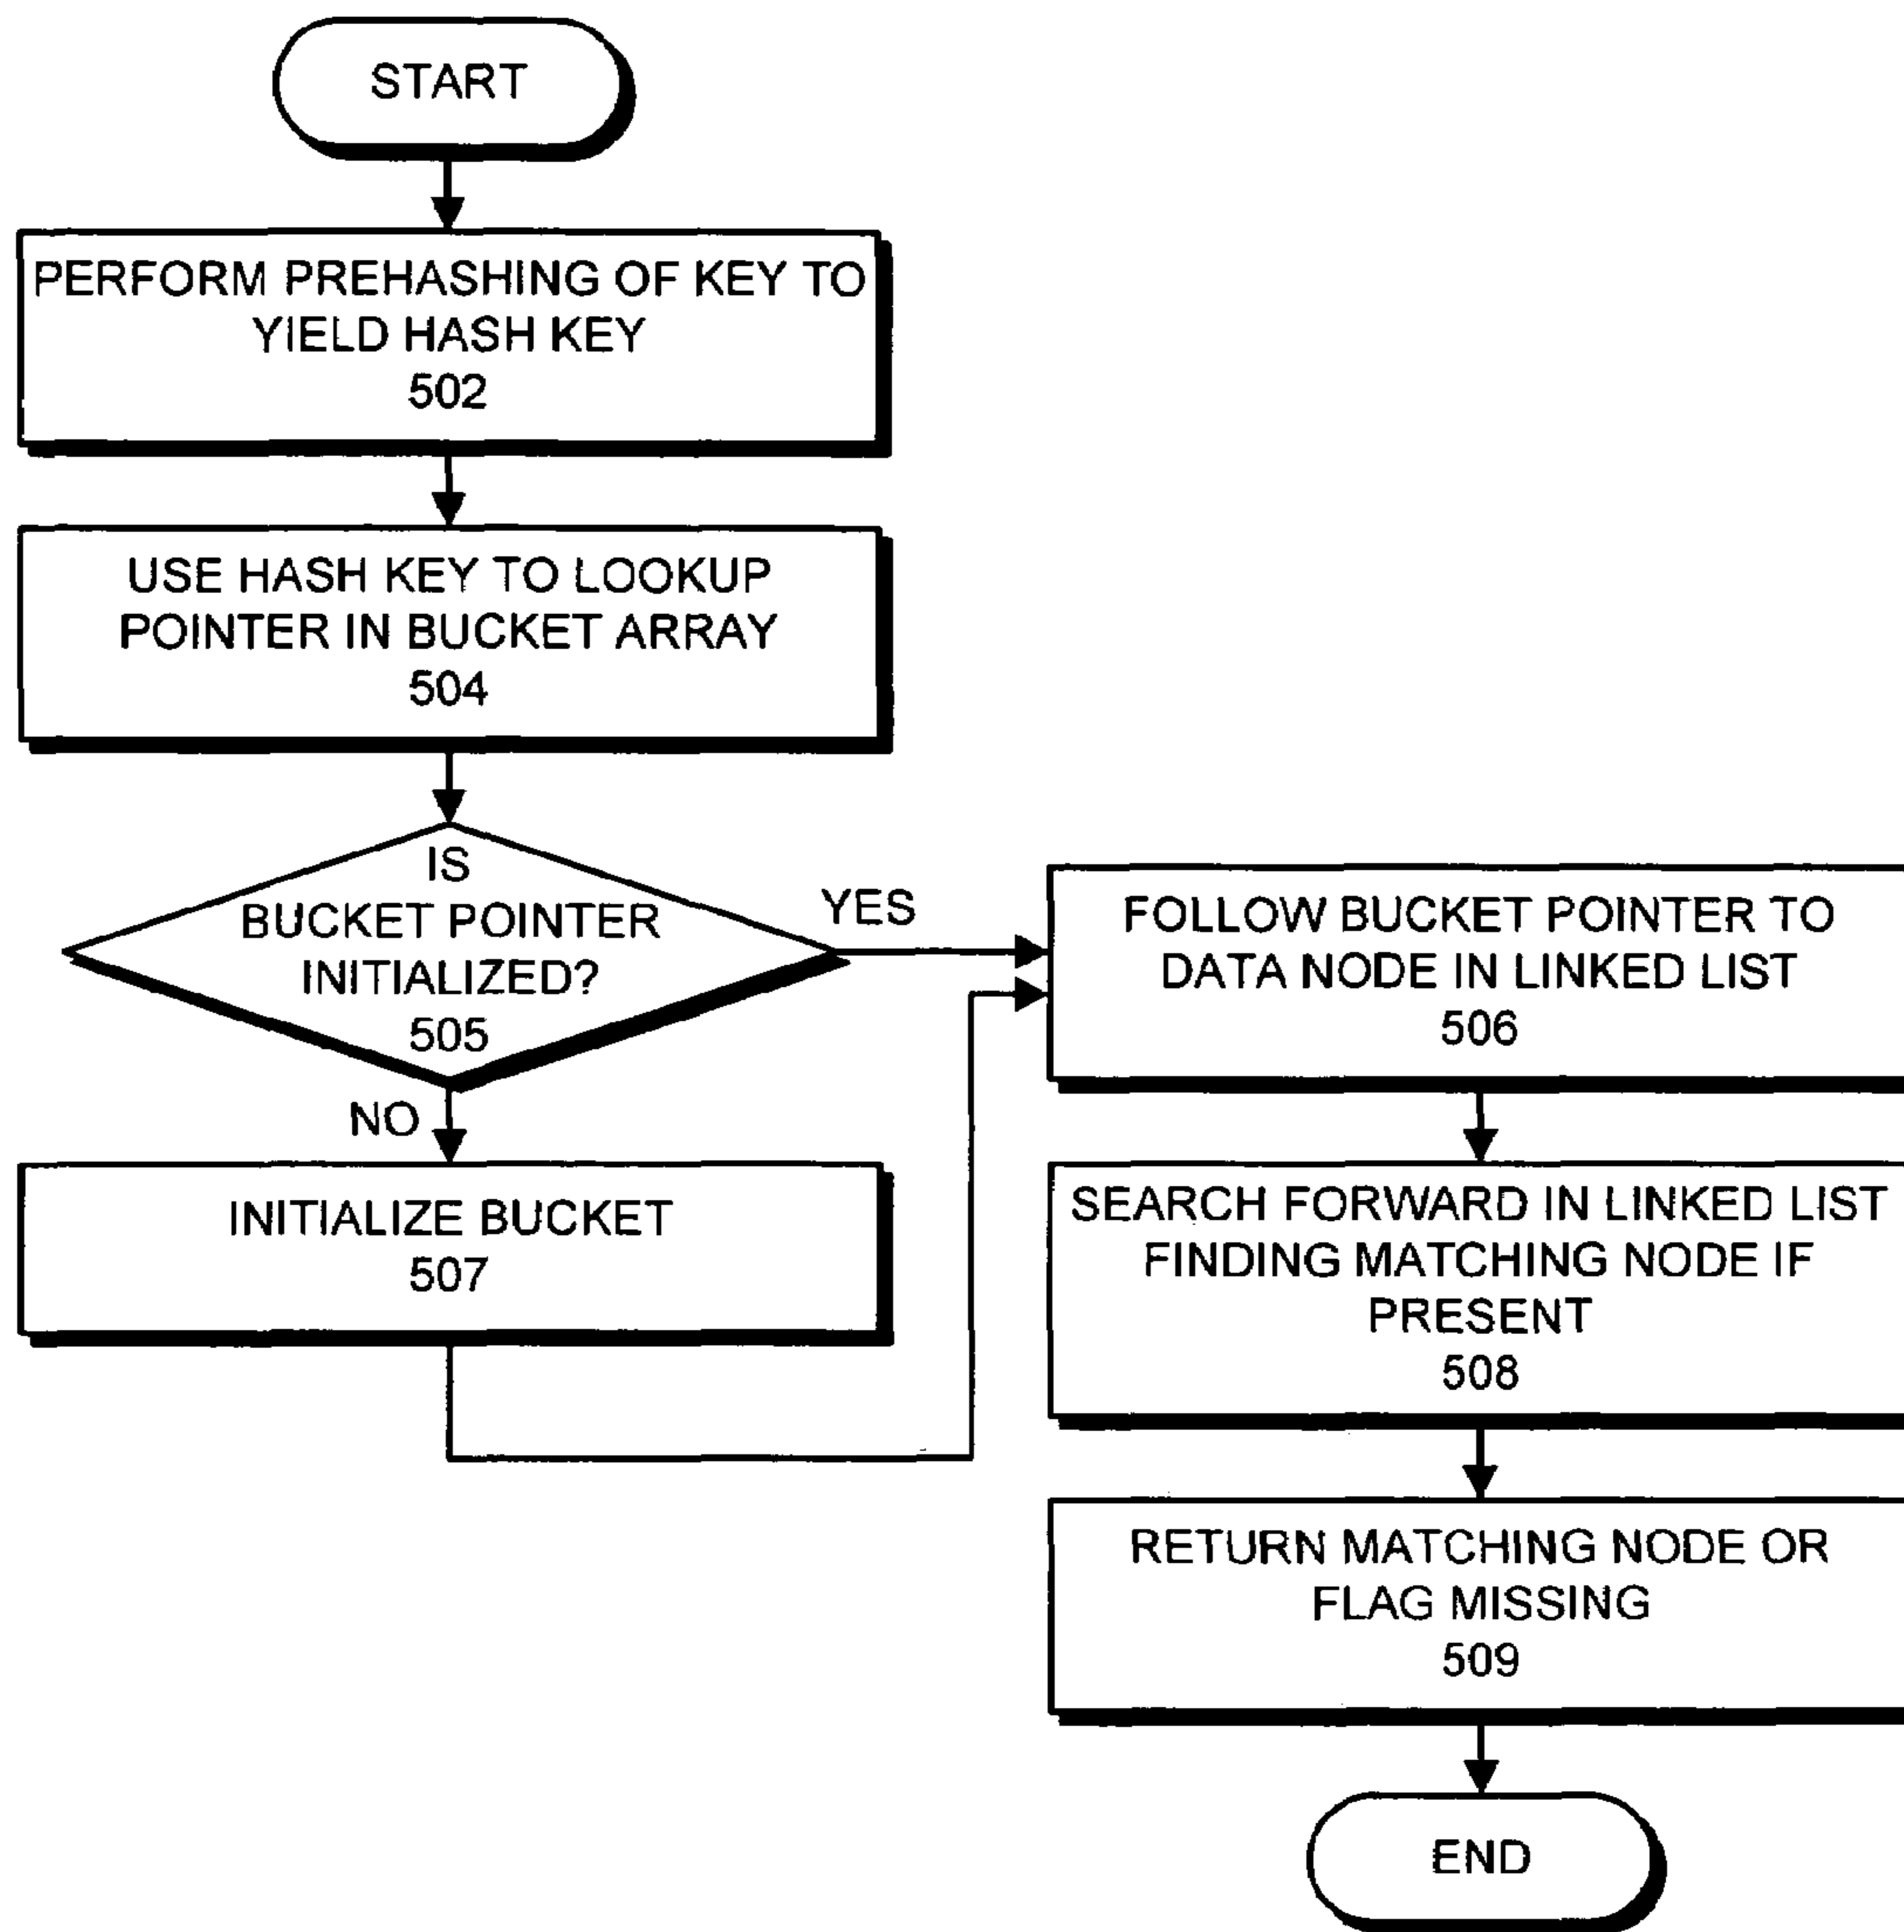 START
PERFORM PREHASHING OF KEY TO
YIELD HASH KEY
502
USE HASH KEY TO LOOKUP
POINTER IN BUCKET ARRAY
504
IS
BUCKET POINTER
INITIALIZED?
505
YES
NO
INITIALIZE BUCKET
507
FOLLOW BUCKET POINTER TO
DATA NODE IN LINKED LIST
506
SEARCH FORWARD IN LINKED LIST
FINDING MATCHING NODE IF
PRESENT
508
RETURN MATCHING NODE OR
FLAG MISSING
509
END